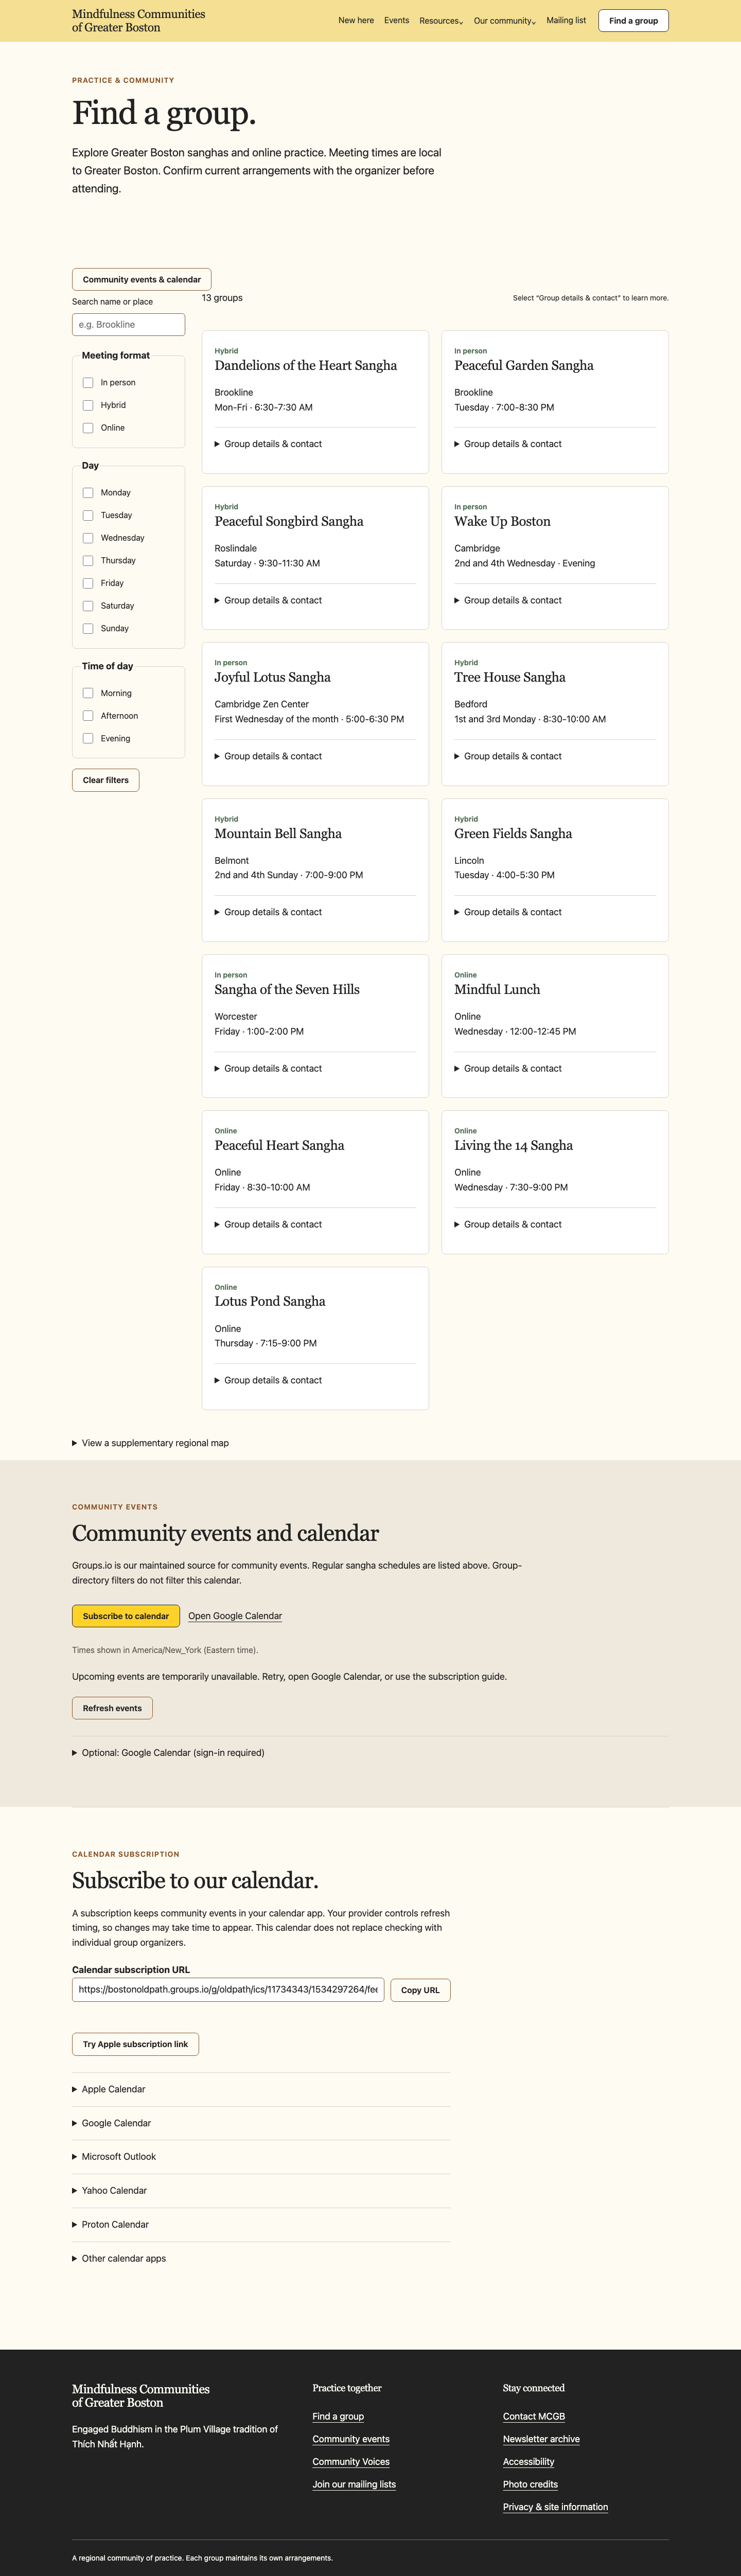 Mindfulness Communities
of Greater Boston
New here
Events
Resources
Our community
Mailing list
Find a group
PRACTICE & COMMUNITY
Find a group.
Explore Greater Boston sanghas and online practice. Meeting times are local
to Greater Boston. Confirm current arrangements with the organizer before
attending.
Community events & calendar
Search name or place
e.g. Brookline
Meeting format
In person
Hybrid
Online
Day
Monday
Tuesday
Wednesday
Thursday
Friday
Saturday
Sunday
Time of day
Morning
Afternoon
Evening
Clear filters
13 groups
Select “Group details & contact” to learn more.
Hybrid
Dandelions of the Heart Sangha
Brookline
Mon-Fri · 6:30-7:30 AM
Group details & contact
In person
Peaceful Garden Sangha
Brookline
Tuesday · 7:00-8:30 PM
Group details & contact
Hybrid
Peaceful Songbird Sangha
Roslindale
Saturday · 9:30-11:30 AM
Group details & contact
In person
Wake Up Boston
Cambridge
2nd and 4th Wednesday · Evening
Group details & contact
In person
Joyful Lotus Sangha
Cambridge Zen Center
First Wednesday of the month · 5:00-6:30 PM
Group details & contact
Hybrid
Tree House Sangha
Bedford
1st and 3rd Monday · 8:30-10:00 AM
Group details & contact
Hybrid
Mountain Bell Sangha
Belmont
2nd and 4th Sunday · 7:00-9:00 PM
Group details & contact
Hybrid
Green Fields Sangha
Lincoln
Tuesday · 4:00-5:30 PM
Group details & contact
In person
Sangha of the Seven Hills
Worcester
Friday · 1:00-2:00 PM
Group details & contact
Online
Mindful Lunch
Online
Wednesday · 12:00-12:45 PM
Group details & contact
Online
Peaceful Heart Sangha
Online
Friday · 8:30-10:00 AM
Group details & contact
Online
Living the 14 Sangha
Online
Wednesday · 7:30-9:00 PM
Group details & contact
Online
Lotus Pond Sangha
Online
Thursday · 7:15-9:00 PM
Group details & contact
View a supplementary regional map
COMMUNITY EVENTS
Community events and calendar
Groups.io is our maintained source for community events. Regular sangha schedules are listed above. Group-
directory filters do not filter this calendar.
Subscribe to calendar
Open Google Calendar
Times shown in America/New_York (Eastern time).
Upcoming events are temporarily unavailable. Retry, open Google Calendar, or use the subscription guide.
Refresh events
Optional: Google Calendar (sign-in required)
CALENDAR SUBSCRIPTION
Subscribe to our calendar.
A subscription keeps community events in your calendar app. Your provider controls refresh
timing, so changes may take time to appear. This calendar does not replace checking with
individual group organizers.
Calendar subscription URL
https://bostonoldpath.groups.io/g/oldpath/ics/11734343/1534297264/fee
Copy URL
Try Apple subscription link
Apple Calendar
Google Calendar
Microsoft Outlook
Yahoo Calendar
Proton Calendar
Other calendar apps
Mindfulness Communities
of Greater Boston
Engaged Buddhism in the Plum Village tradition of
Thích Nhất Hạnh.
Practice together
Find a group
Community events
Community Voices
Join our mailing lists
Stay connected
Contact MCGB
Newsletter archive
Accessibility
Photo credits
Privacy & site information
A regional community of practice. Each group maintains its own arrangements.